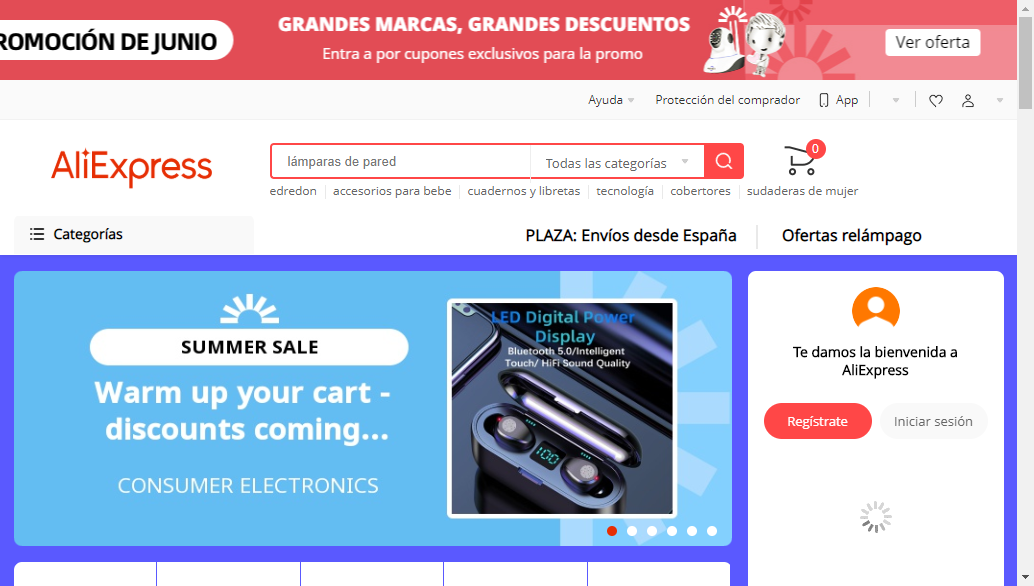 ROMOCIÓN DE JUNIO
GRANDES MARCAS, GRANDES DESCUENTOS
Entra a por cupones exclusivos para la promo
Ver oferta
Ayuda
Protección del comprador
App
AliExpress
lámparas de pared
Todas las categorías
0
edredon
accesorios para bebe
cuadernos y libretas
tecnología
cobertores
sudaderas de mujer
Categorías
PLAZA: Envíos desde España
Ofertas relámpago
SUMMER SALE
Warm up your cart -
discounts coming...
CONSUMER ELECTRONICS
LED Digital Power
Display
Bluetooth 5.0/Intelligent
Touch/ HiFi Sound Quality
100
Te damos la bienvenida a
AliExpress
Regístrate
Iniciar sesión